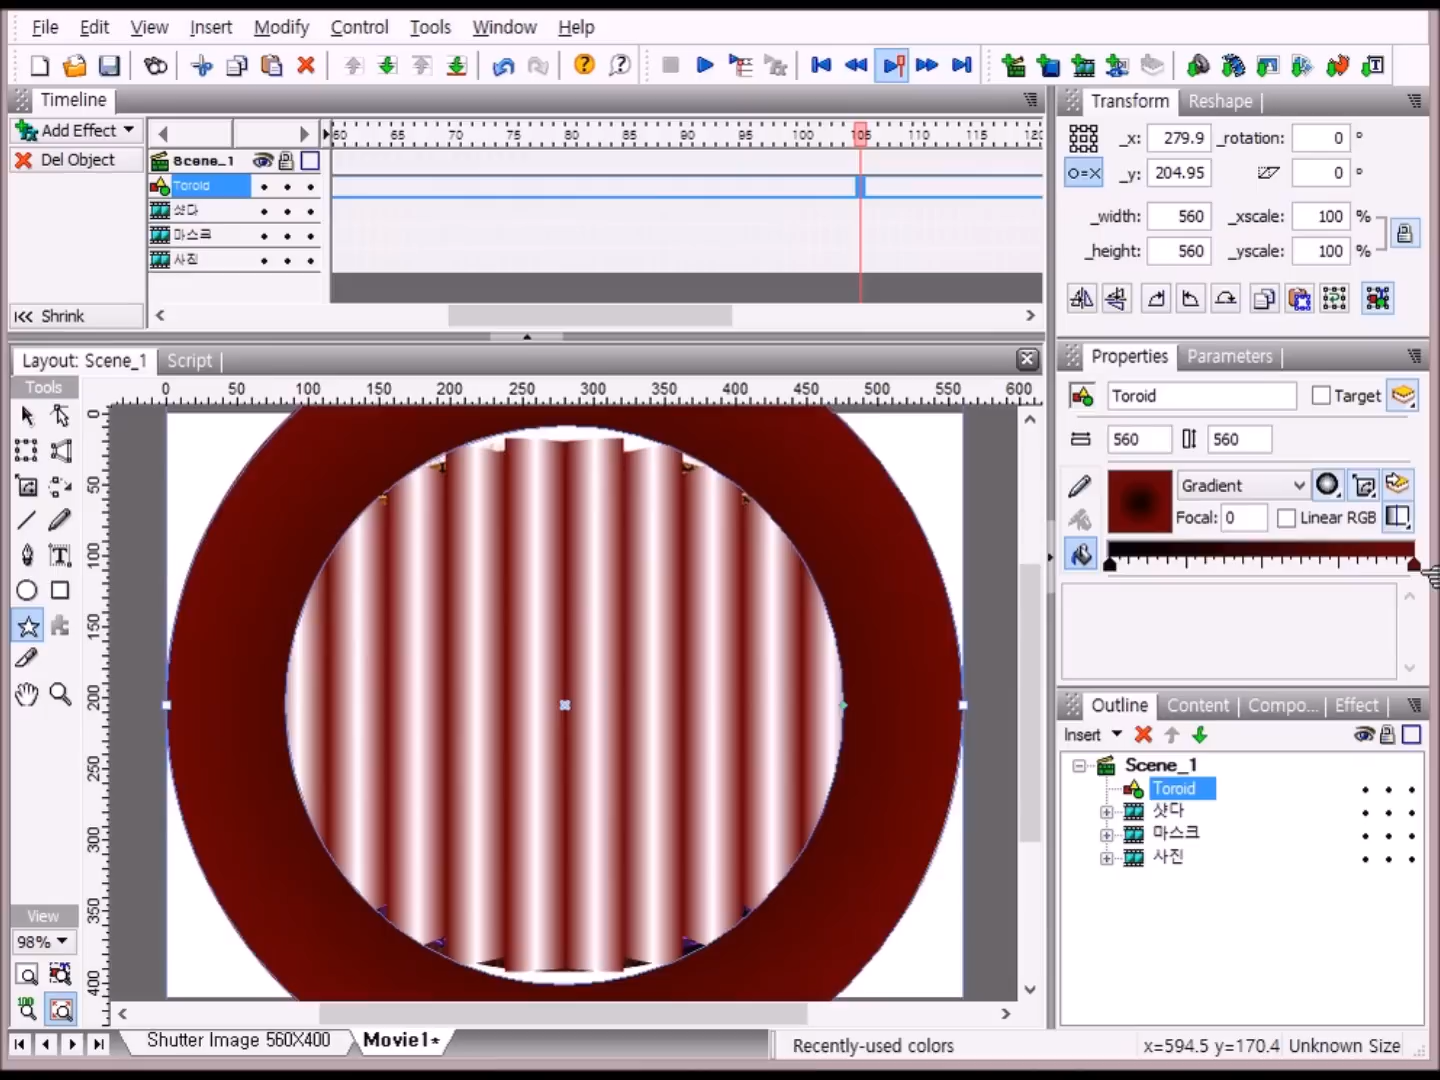 File Edit View Insert Modify Control Tools Window Help
Timeline
Add Effect
Del Object
Shrink
60 65 70 75 80 85 90 95 100 105 110 115 120
Scene_1
Toroid
샷다
마스크
사진
Transform Reshape
_x: 279.9 _rotation: 0 °
_y: 204.95 0 °
_width: 560 _xscale: 100 %
_height: 560 _yscale: 100 %
Layout: Scene_1 Script
Tools
0 50 100 150 200 250 300 350 400 450 500 550 600
0
50
100
150
200
250
300
350
400
View
98%
100
Properties Parameters
Toroid Target
560 560
Gradient
Focal: 0 Linear RGB
Outline Content Compo... Effect
Insert
Scene_1
Toroid
샷다
마스크
사진
Shutter Image 560X400 Movie1*
Recently-used colors x=594.5 y=170.4 Unknown Size